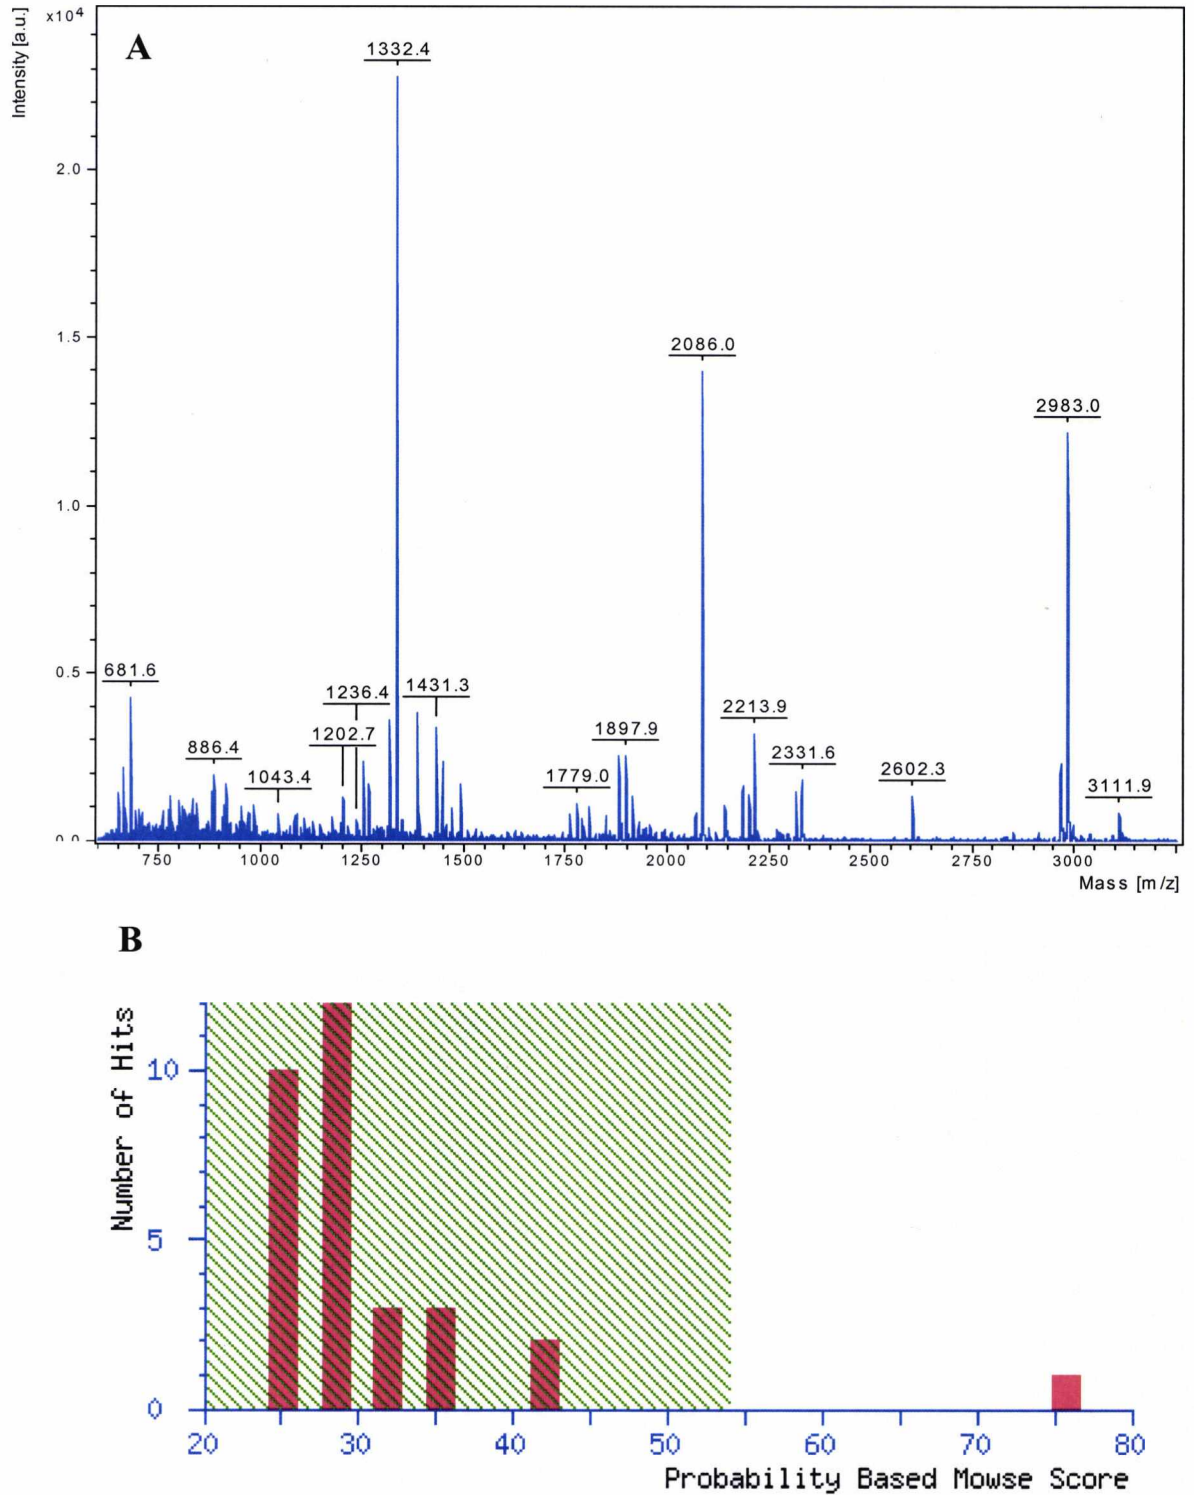 x10⁴
Intensity [a.u.]
A
1332.4
2.0
1.5
2086.0
2983.0
1.0
681.6
0.5
1236.4
1431.3
2213.9
1202.7
1897.9
886.4
2331.6
1043.4
1779.0
2602.3
3111.9
0.0
750 1000 1250 1500 1750 2000 2250 2500 2750 3000
Mass [m/z]
B
Number of Hits
10
5
0
20 30 40 50 60 70 80
Probability Based Mowse Score